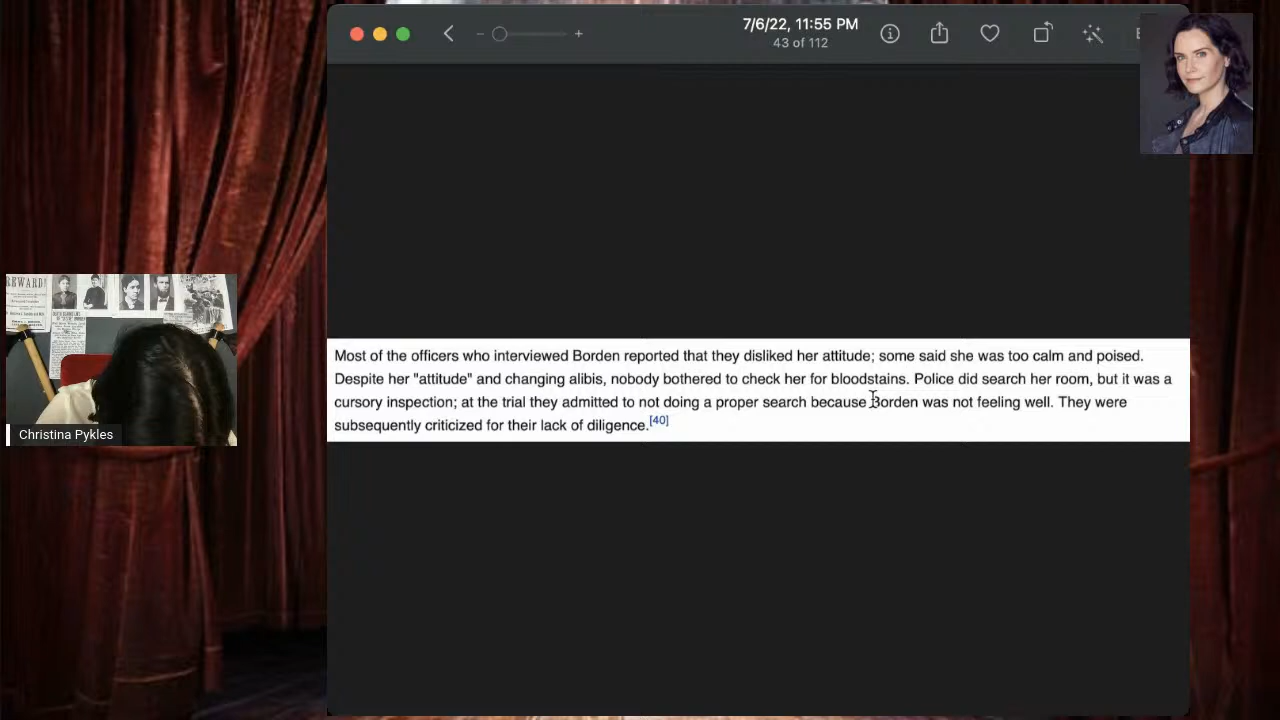 7/6/22, 11:55 PM
43 of 112
REWARD!
Most of the officers who interviewed Borden reported that they disliked her attitude; some said she was too calm and poised.
Despite her "attitude" and changing alibis, nobody bothered to check her for bloodstains. Police did search her room, but it was a
cursory inspection; at the trial they admitted to not doing a proper search because Borden was not feeling well. They were
subsequently criticized for their lack of diligence.[40]
Christina Pykles